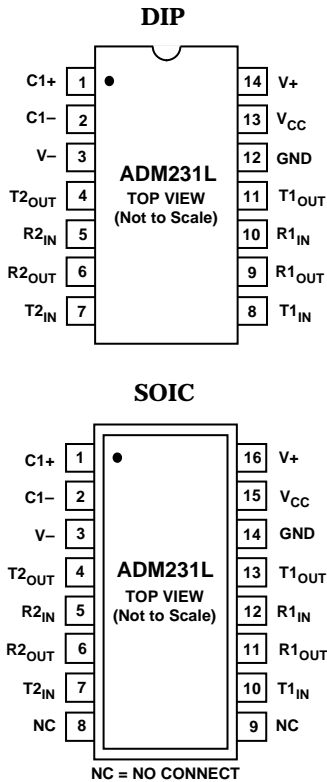 DIP
C1+ 1 14 V+
C1– 2 13 VCC
V– 3 12 GND
ADM231L
T2OUT 4 TOP VIEW 11 T1OUT
(Not to Scale)
R2IN 5 10 R1IN
R2OUT 6 9 R1OUT
T2IN 7 8 T1IN
SOIC
C1+ 1 16 V+
C1– 2 15 VCC
V– 3 14 GND
T2OUT 4 ADM231L 13 T1OUT
TOP VIEW
R2IN 5 (Not to Scale) 12 R1IN
R2OUT 6 11 R1OUT
T2IN 7 10 T1IN
NC 8 9 NC
NC = NO CONNECT